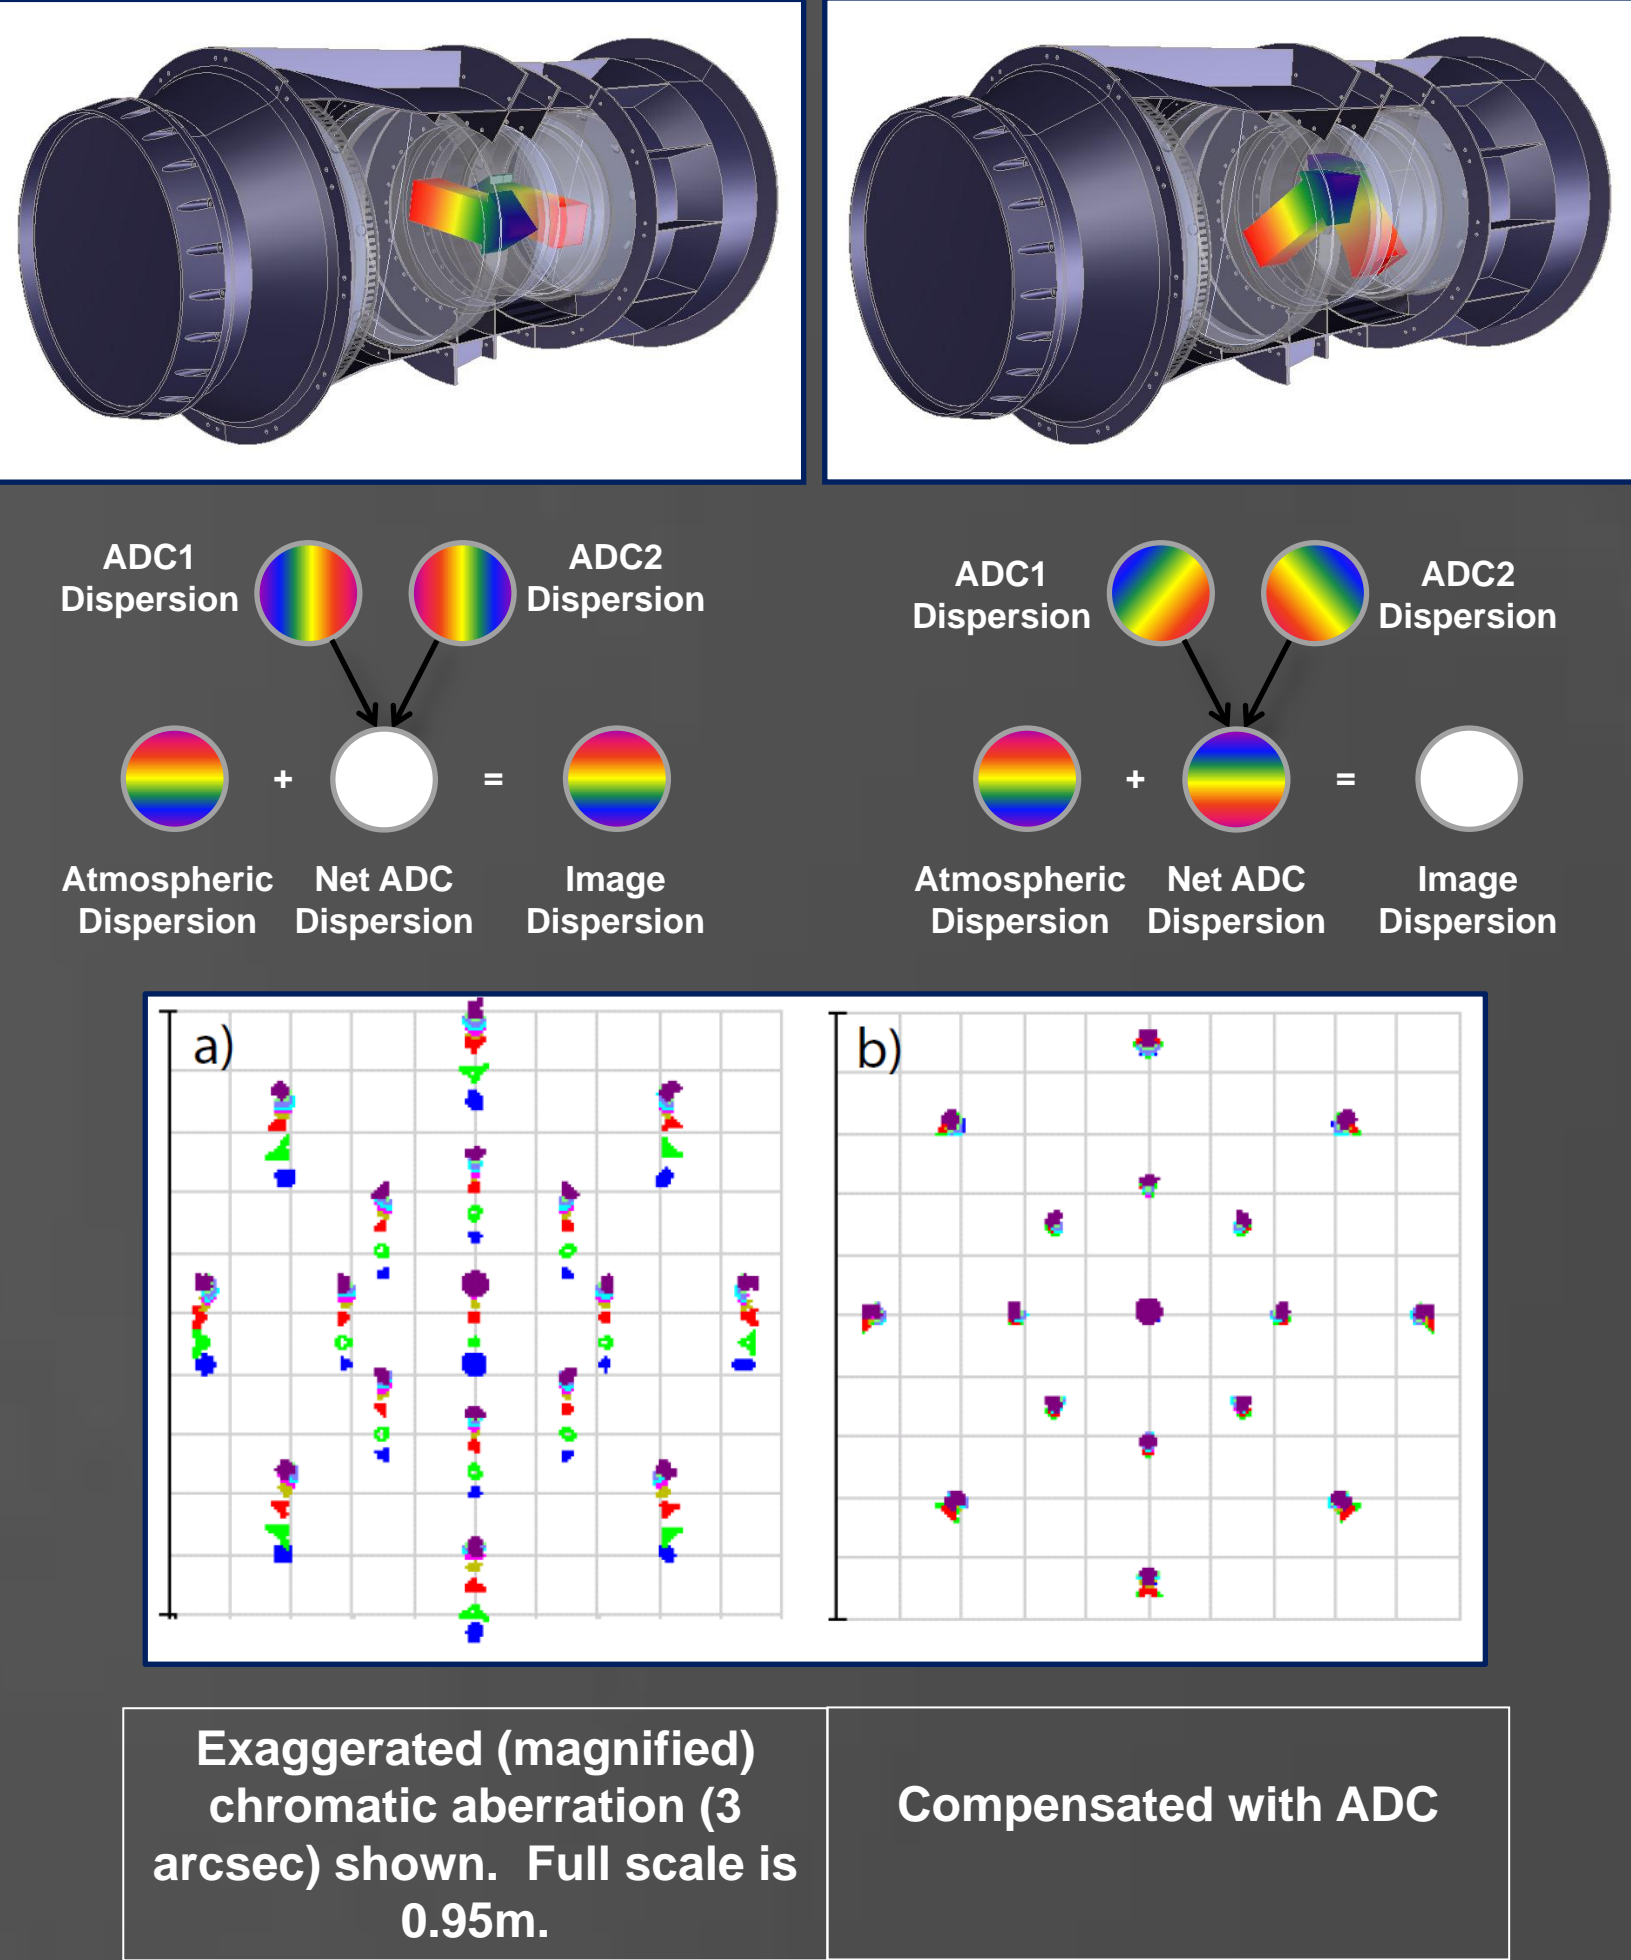 ADC1
Dispersion
ADC2
Dispersion
ADC1
Dispersion
ADC2
Dispersion
+
=
+
=
Atmospheric
Dispersion
Net ADC
Dispersion
Image
Dispersion
Atmospheric
Dispersion
Net ADC
Dispersion
Image
Dispersion
a)
b)
Exaggerated (magnified)
chromatic aberration (3
arcsec) shown.  Full scale is
0.95m.
Compensated with ADC